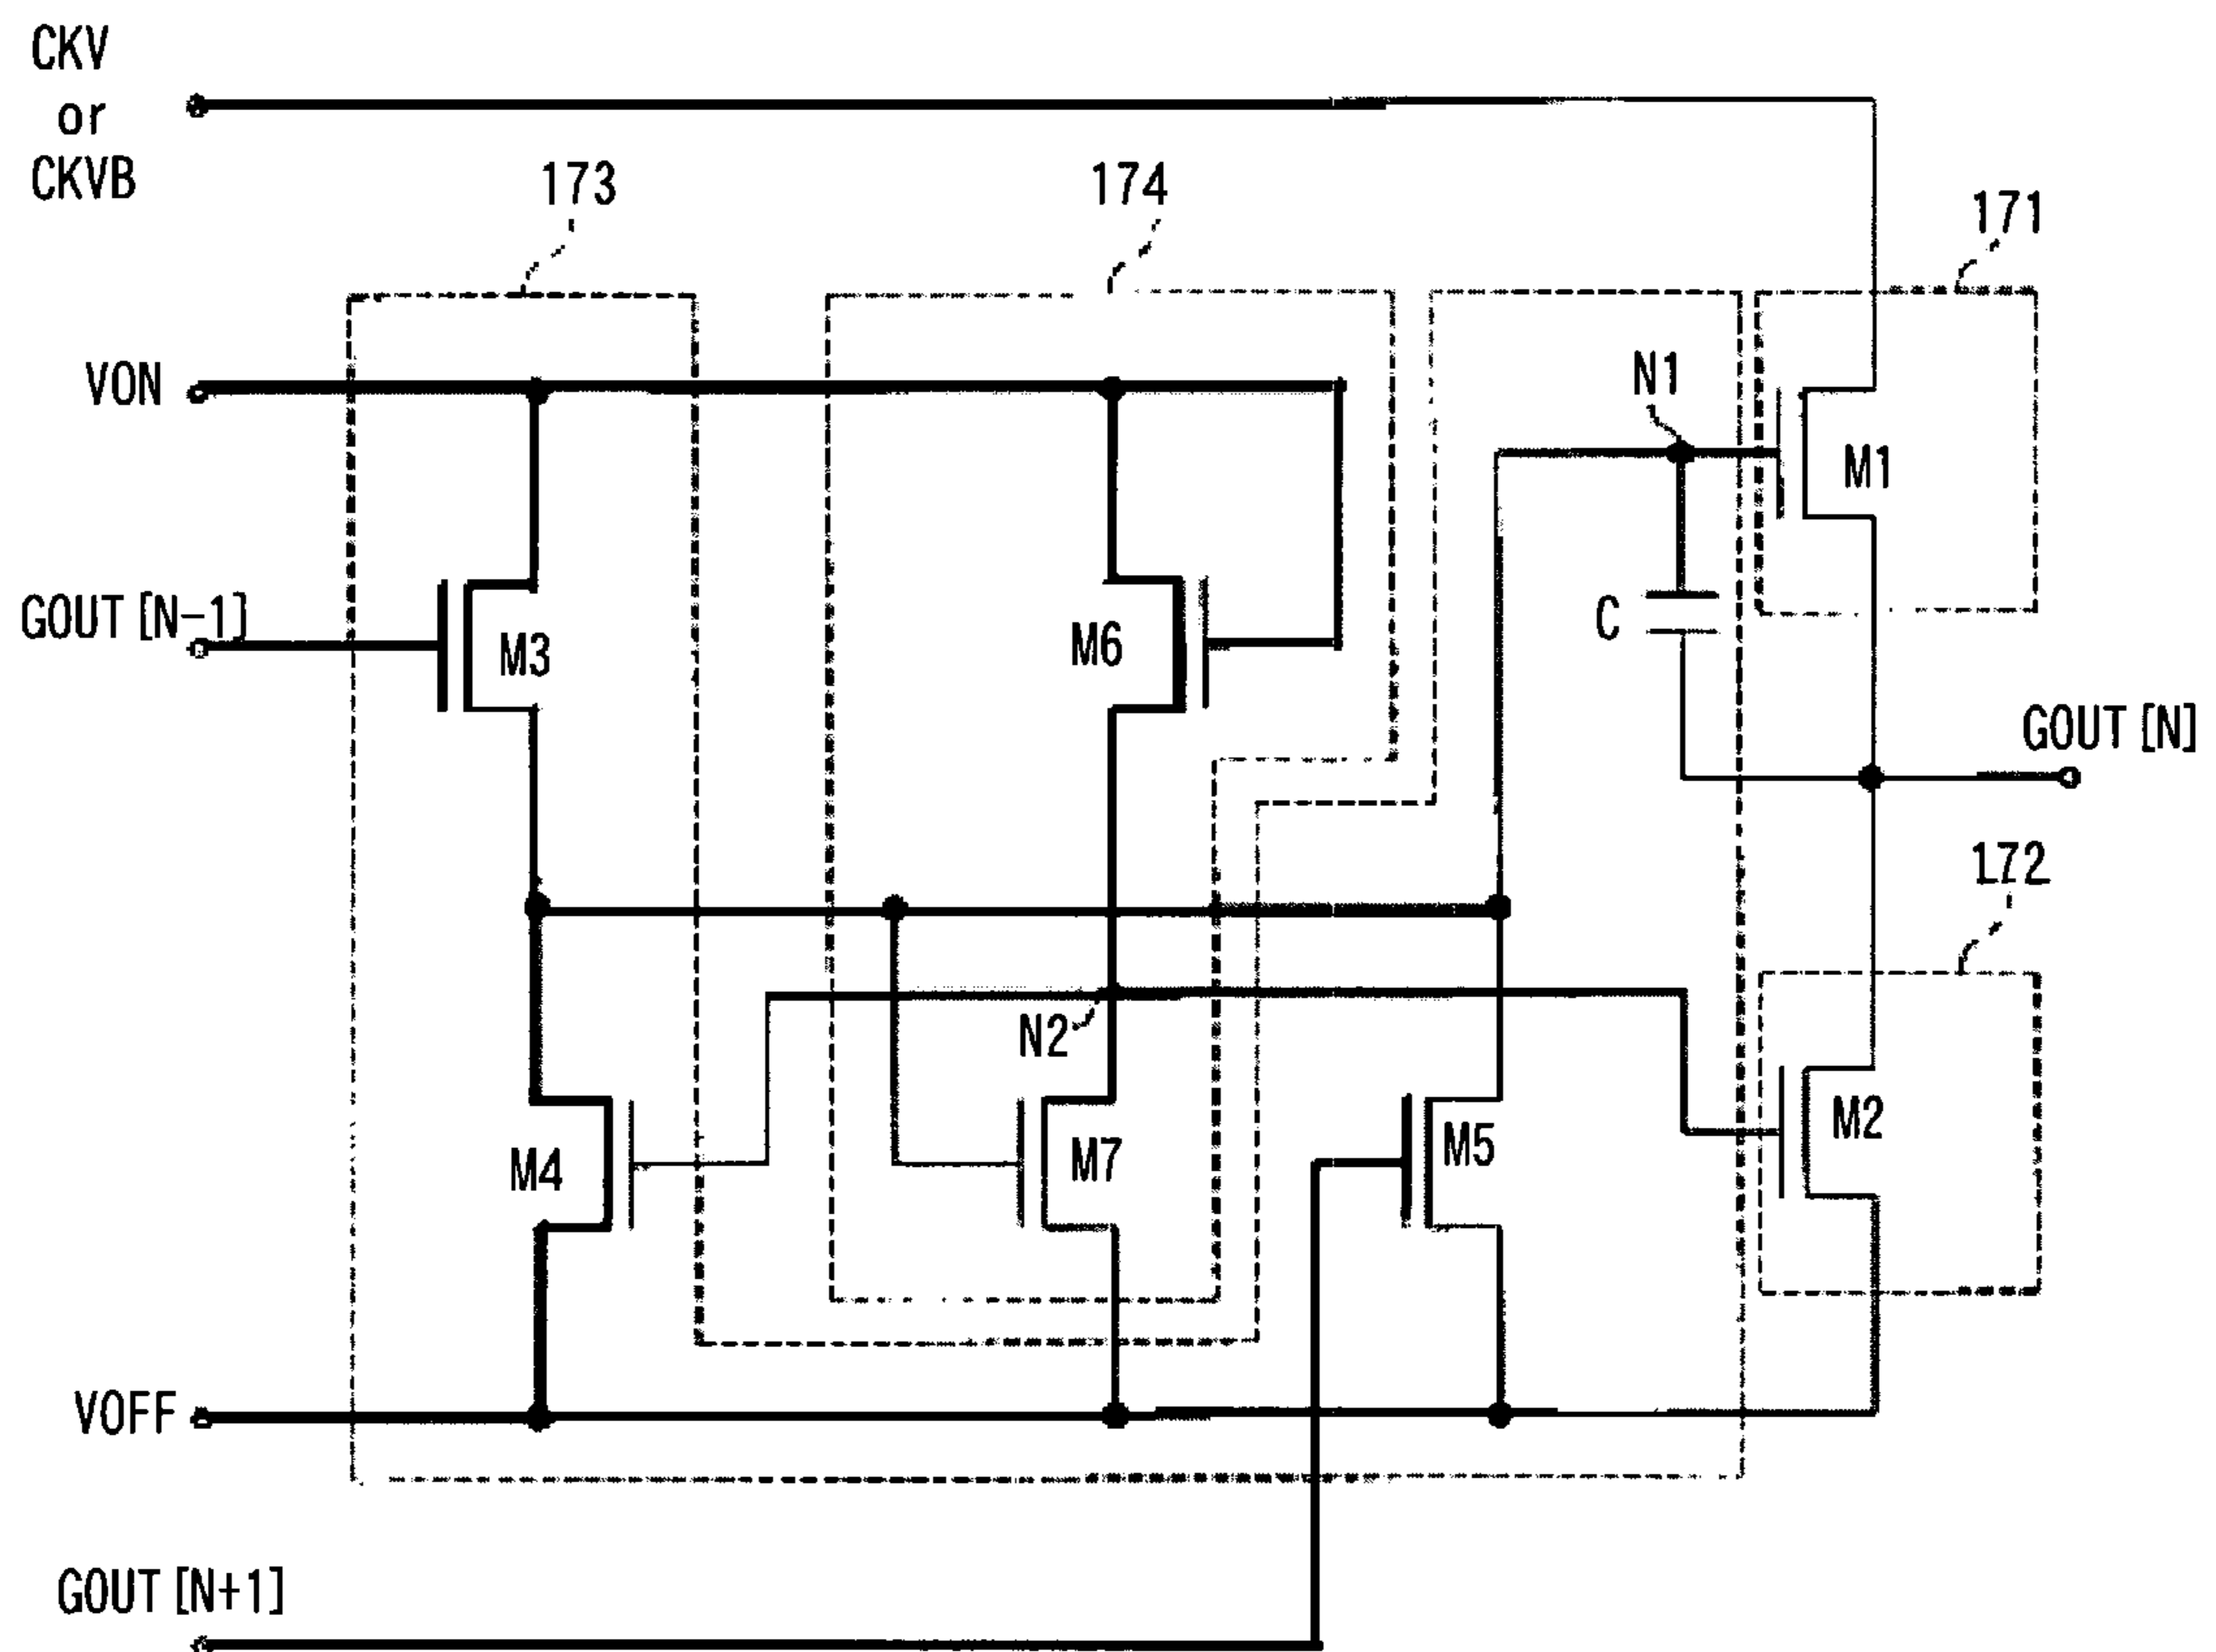 CKV
or
CKVB
173
174
171
VON
N1
M1
GOUT [N-1]
M3
M6
C
GOUT [N]
172
N2
M4
M7
M5
M2
VOFF
GOUT [N+1]